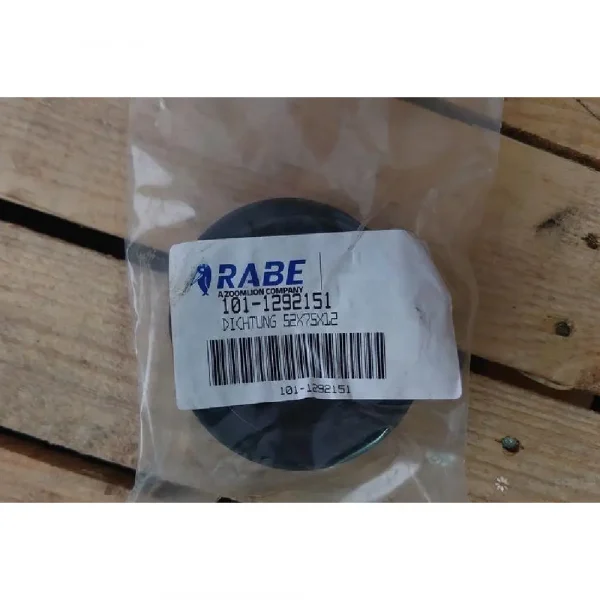 RABE
A ZOOMLION COMPANY
101-1292151
DICHTUNG 52X75X12
101-1292151